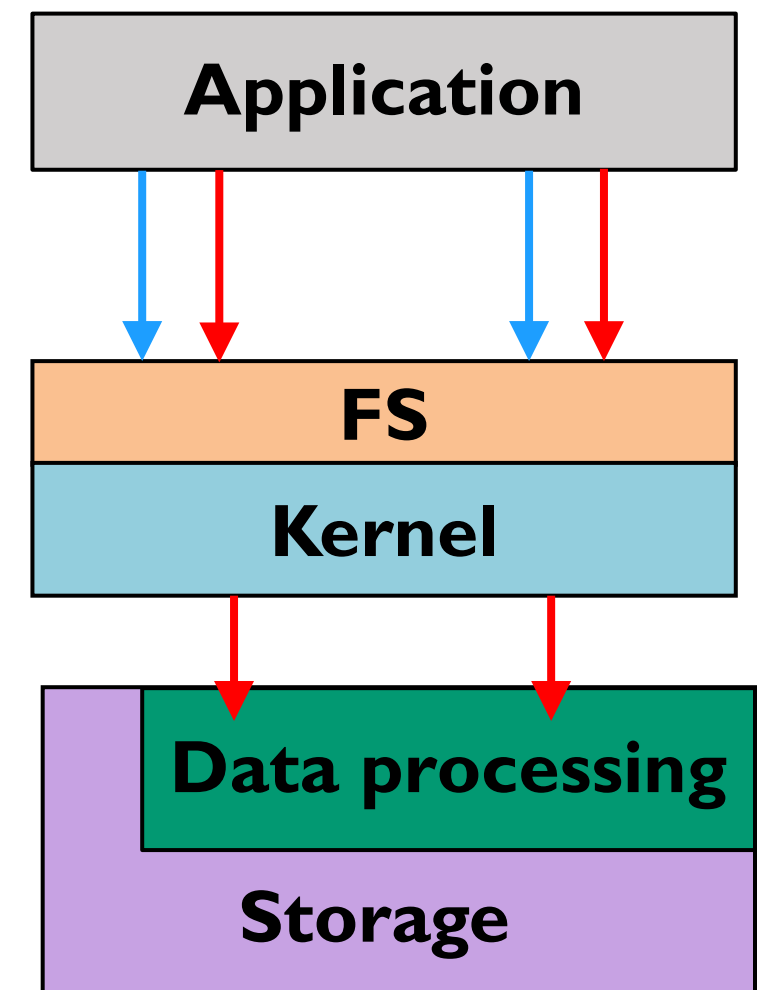 Application
FS
Kernel
Data processing
Storage